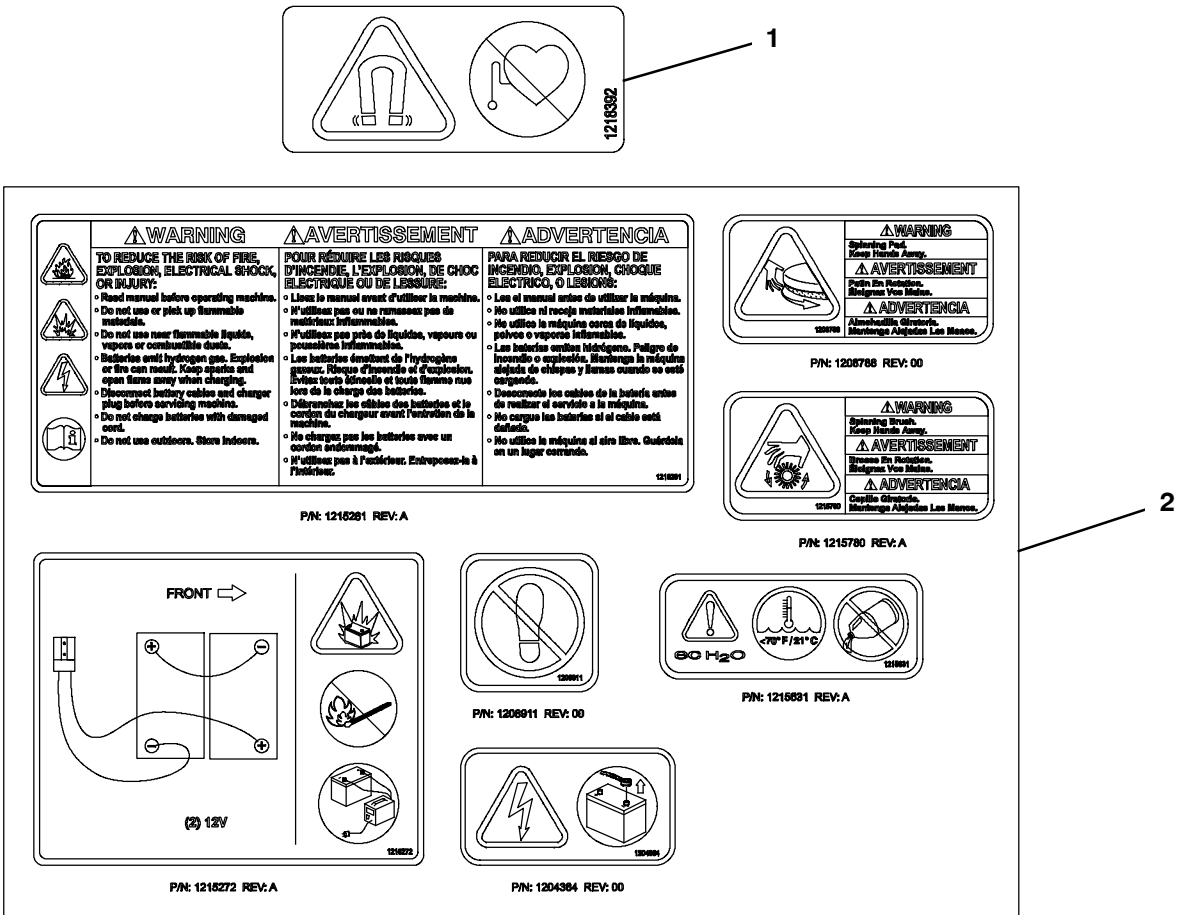 1
1218392
2
⚠WARNING
TO REDUCE THE RISK OF FIRE,
EXPLOSION, ELECTRICAL SHOCK,
OR INJURY:
◦ Read manual before operating machine.
◦ Do not use or pick up flammable
materials.
◦ Do not use near flammable liquids,
vapors or combustible dusts.
◦ Batteries emit hydrogen gas. Explosion
or fire can result. Keep sparks and
open flame away when charging.
◦ Disconnect battery cables and charger
plug before servicing machine.
◦ Do not charge batteries with damaged
cord.
◦ Do not use outdoors. Store indoors.
⚠AVERTISSEMENT
POUR RÉDUIRE LES RISQUES
D'INCENDIE, L'EXPLOSION, DE CHOC
ELECTRIQUE OU DE LESSURE:
◦ Lisez le manuel avant d'utiliser la machine.
◦ N'utilisez pas ou ne ramassez pas de
matériaux inflammables.
◦ N'utilisez pas près de liquides, vapeurs ou
poussières inflammables.
◦ Les batteries émettent de l'hydrogène
gazeux. Risque d'incendie et d'explosion.
Évitez toute étincelle et toute flamme nue
lors de la charge des batteries.
◦ Débranchez les câbles des batteries et le
cordon du chargeur avant l'entretien de la
machine.
◦ Ne chargez pas les batteries avec un
cordon endommagé.
◦ N'utilisez pas à l'extérieur. Entreposez-la à
l'intérieur.
⚠ADVERTENCIA
PARA REDUCIR EL RIESGO DE
INCENDIO, EXPLOSION, CHOQUE
ELECTRICO, O LESIONS:
◦ Lea el manual antes de utilizar la máquina.
◦ No utilice ni recoja materiales inflamables.
◦ No utilice la máquina cerca de líquidos,
polvos o vapores inflamables.
◦ Las baterías emiten hidrógeno. Peligro de
incendio o explosión. Mantenga la máquina
alejada de chispas y llamas cuando se esté
cargando.
◦ Desconecte los cables de la batería antes
de realizar el servicio a la máquina.
◦ No cargue las baterías si el cable está
dañado.
◦ No utilice la máquina al aire libre. Guárdela
en un lugar cerrando.
P/N: 1215281 REV: A
⚠WARNING
Spinning Pad.
Keep Hands Away.
⚠ AVERTISSEMENT
Patin En Rotation.
Éloignez Vos Mains.
⚠ ADVERTENCIA
Almohadilla Giratoria.
Mantenga Alejadas Las Manos.
1208788
P/N: 1208788 REV: 00
⚠WARNING
Spinning Brush.
Keep Hands Away.
⚠ AVERTISSEMENT
Brosse En Rotation.
Éloignez Vos Mains.
⚠ ADVERTENCIA
Cepillo Giratorio.
Mantenga Alejadas Las Manos.
1215780
P/N: 1215780 REV: A
FRONT
+
−
−
+
(2) 12V
1215272
P/N: 1215272 REV: A
1208911
P/N: 1208911 REV: 00
SC H2O
<70°F/21°C
1215631
P/N: 1215631 REV: A
1204364
P/N: 1204364 REV: 00